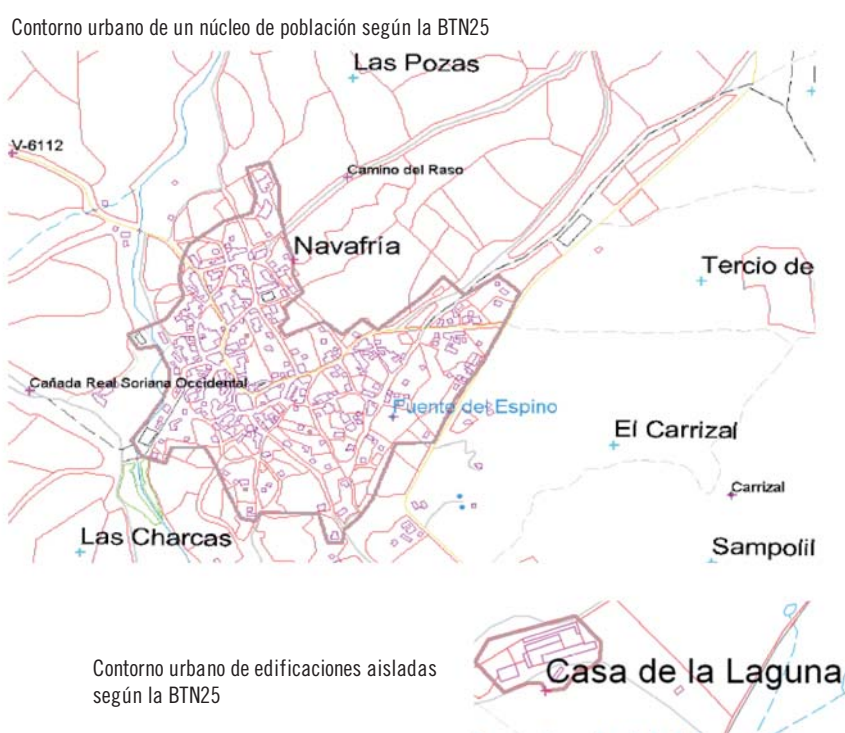 Contorno urbano de un núcleo de población según la BTN25
Las Pozas
V-6112
Camino del Raso
Navafría
Tercio de
Cañada Real Soriana Occidental
Fuente del Espino
El Carrizal
Carrizal
Las Charcas
Contorno urbano de edificaciones aisladas
según la BTN25
Casa de la Laguna